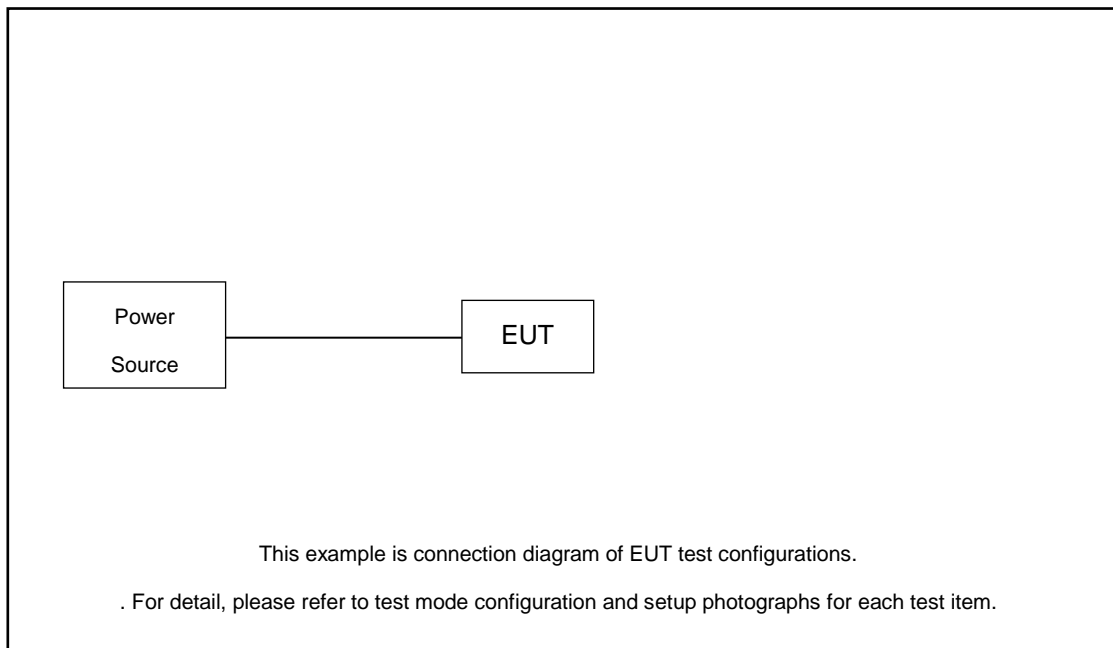 Power
Source
EUT
This example is connection diagram of EUT test configurations.
. For detail, please refer to test mode configuration and setup photographs for each test item.